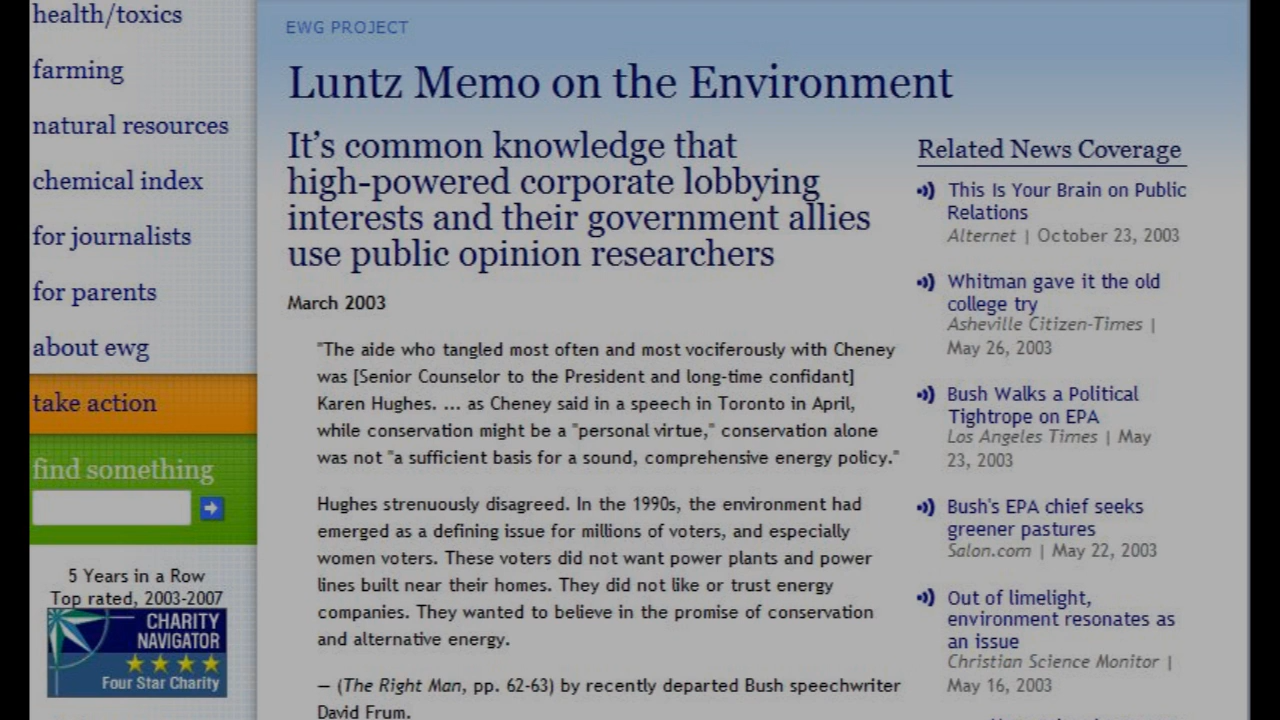 health/toxics
farming
natural resources
chemical index
for journalists
for parents
about ewg
take action
find something
5 Years in a Row
Top rated, 2003-2007
CHARITY
NAVIGATOR
Four Star Charity
EWG PROJECT
Luntz Memo on the Environment
It's common knowledge that
high-powered corporate lobbying
interests and their government allies
use public opinion researchers
March 2003
"The aide who tangled most often and most vociferously with Cheney
was [Senior Counselor to the President and long-time confidant]
Karen Hughes. ... as Cheney said in a speech in Toronto in April,
while conservation might be a "personal virtue," conservation alone
was not "a sufficient basis for a sound, comprehensive energy policy."
Hughes strenuously disagreed. In the 1990s, the environment had
emerged as a defining issue for millions of voters, and especially
women voters. These voters did not want power plants and power
lines built near their homes. They did not like or trust energy
companies. They wanted to believe in the promise of conservation
and alternative energy.
— (The Right Man, pp. 62-63) by recently departed Bush speechwriter
David Frum.
Related News Coverage
This Is Your Brain on Public
Relations
Alternet | October 23, 2003
Whitman gave it the old
college try
Asheville Citizen-Times |
May 26, 2003
Bush Walks a Political
Tightrope on EPA
Los Angeles Times | May
23, 2003
Bush's EPA chief seeks
greener pastures
Salon.com | May 22, 2003
Out of limelight,
environment resonates as
an issue
Christian Science Monitor |
May 16, 2003